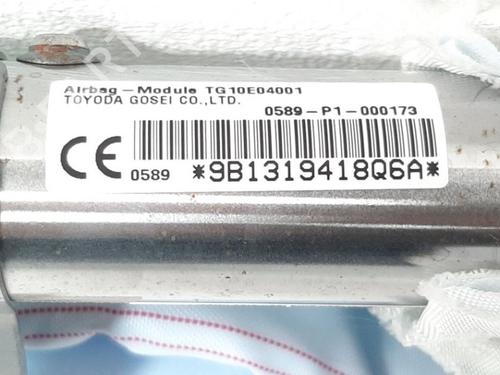 Airbag-Module TG10E04001
TOYODA GOSEI CO.,LTD.
0589-P1-000173
CE 0589
*9B1319418Q6A*